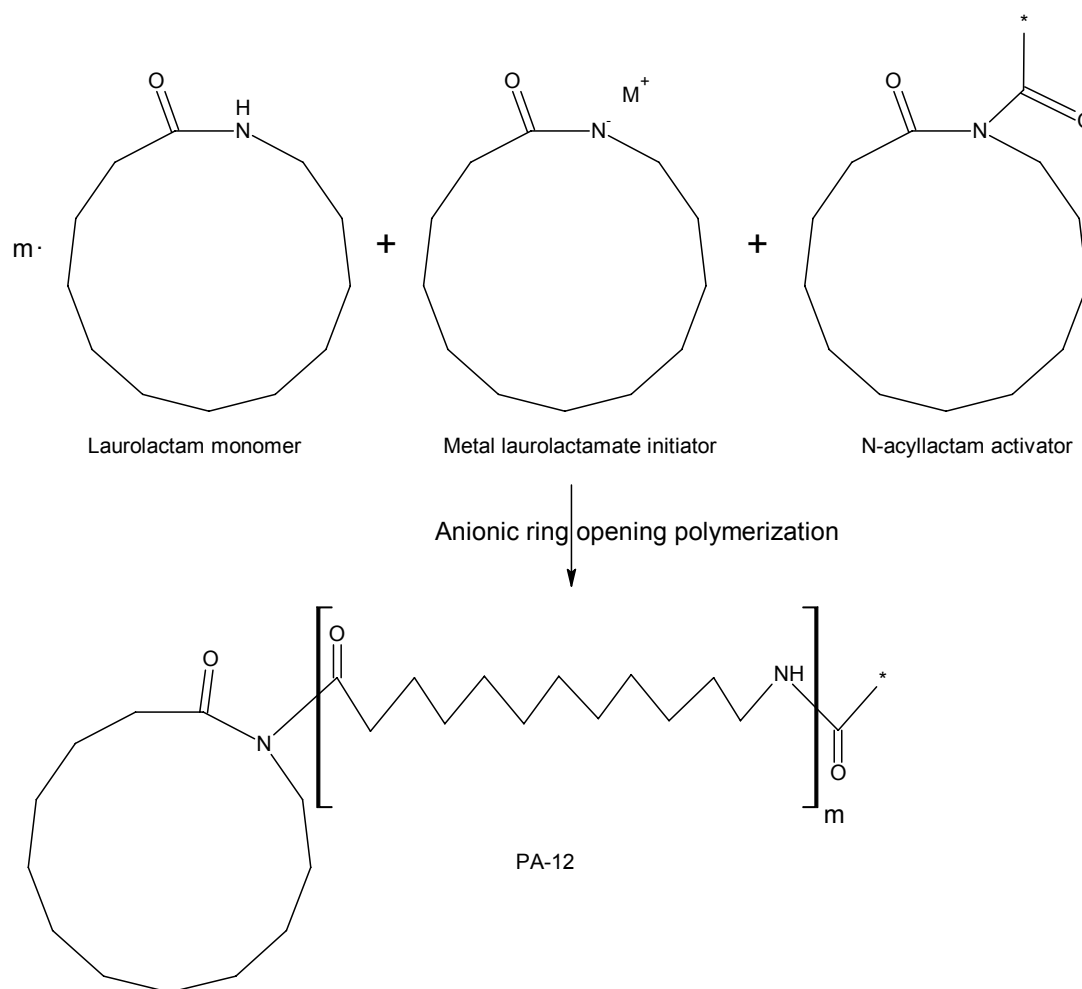 *
O
H
N
m·
+
O
N-
M+
+
O
N
O
Laurolactam monomer
Metal laurolactamate initiator
N-acyllactam activator
Anionic ring opening polymerization
O
O
N
NH
*
O
m
PA-12